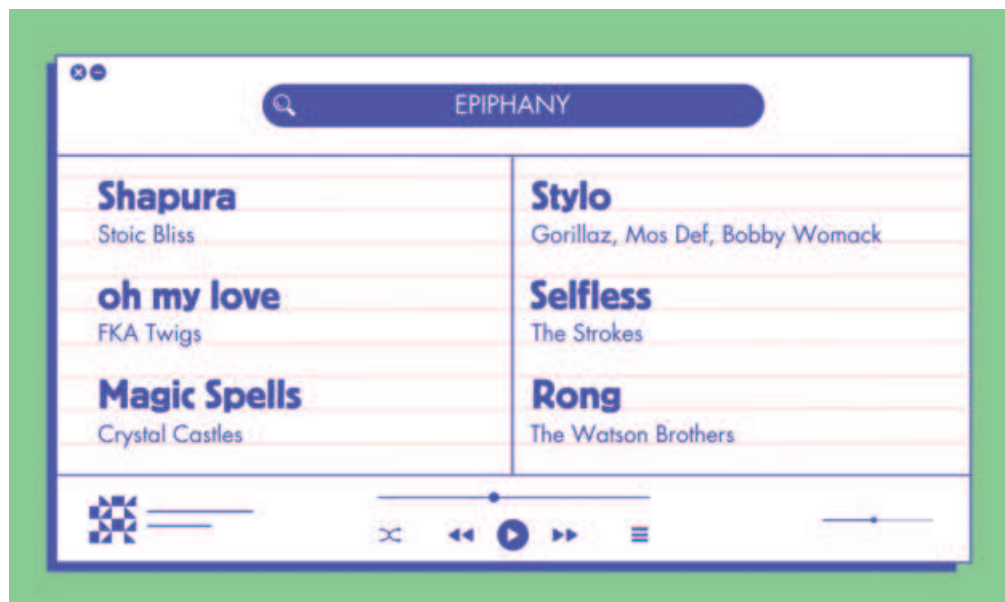 EPIPHANY
Shapura
Stoic Bliss
oh my love
FKA Twigs
Magic Spells
Crystal Castles
Stylo
Gorillaz, Mos Def, Bobby Womack
Selfless
The Strokes
Rong
The Watson Brothers